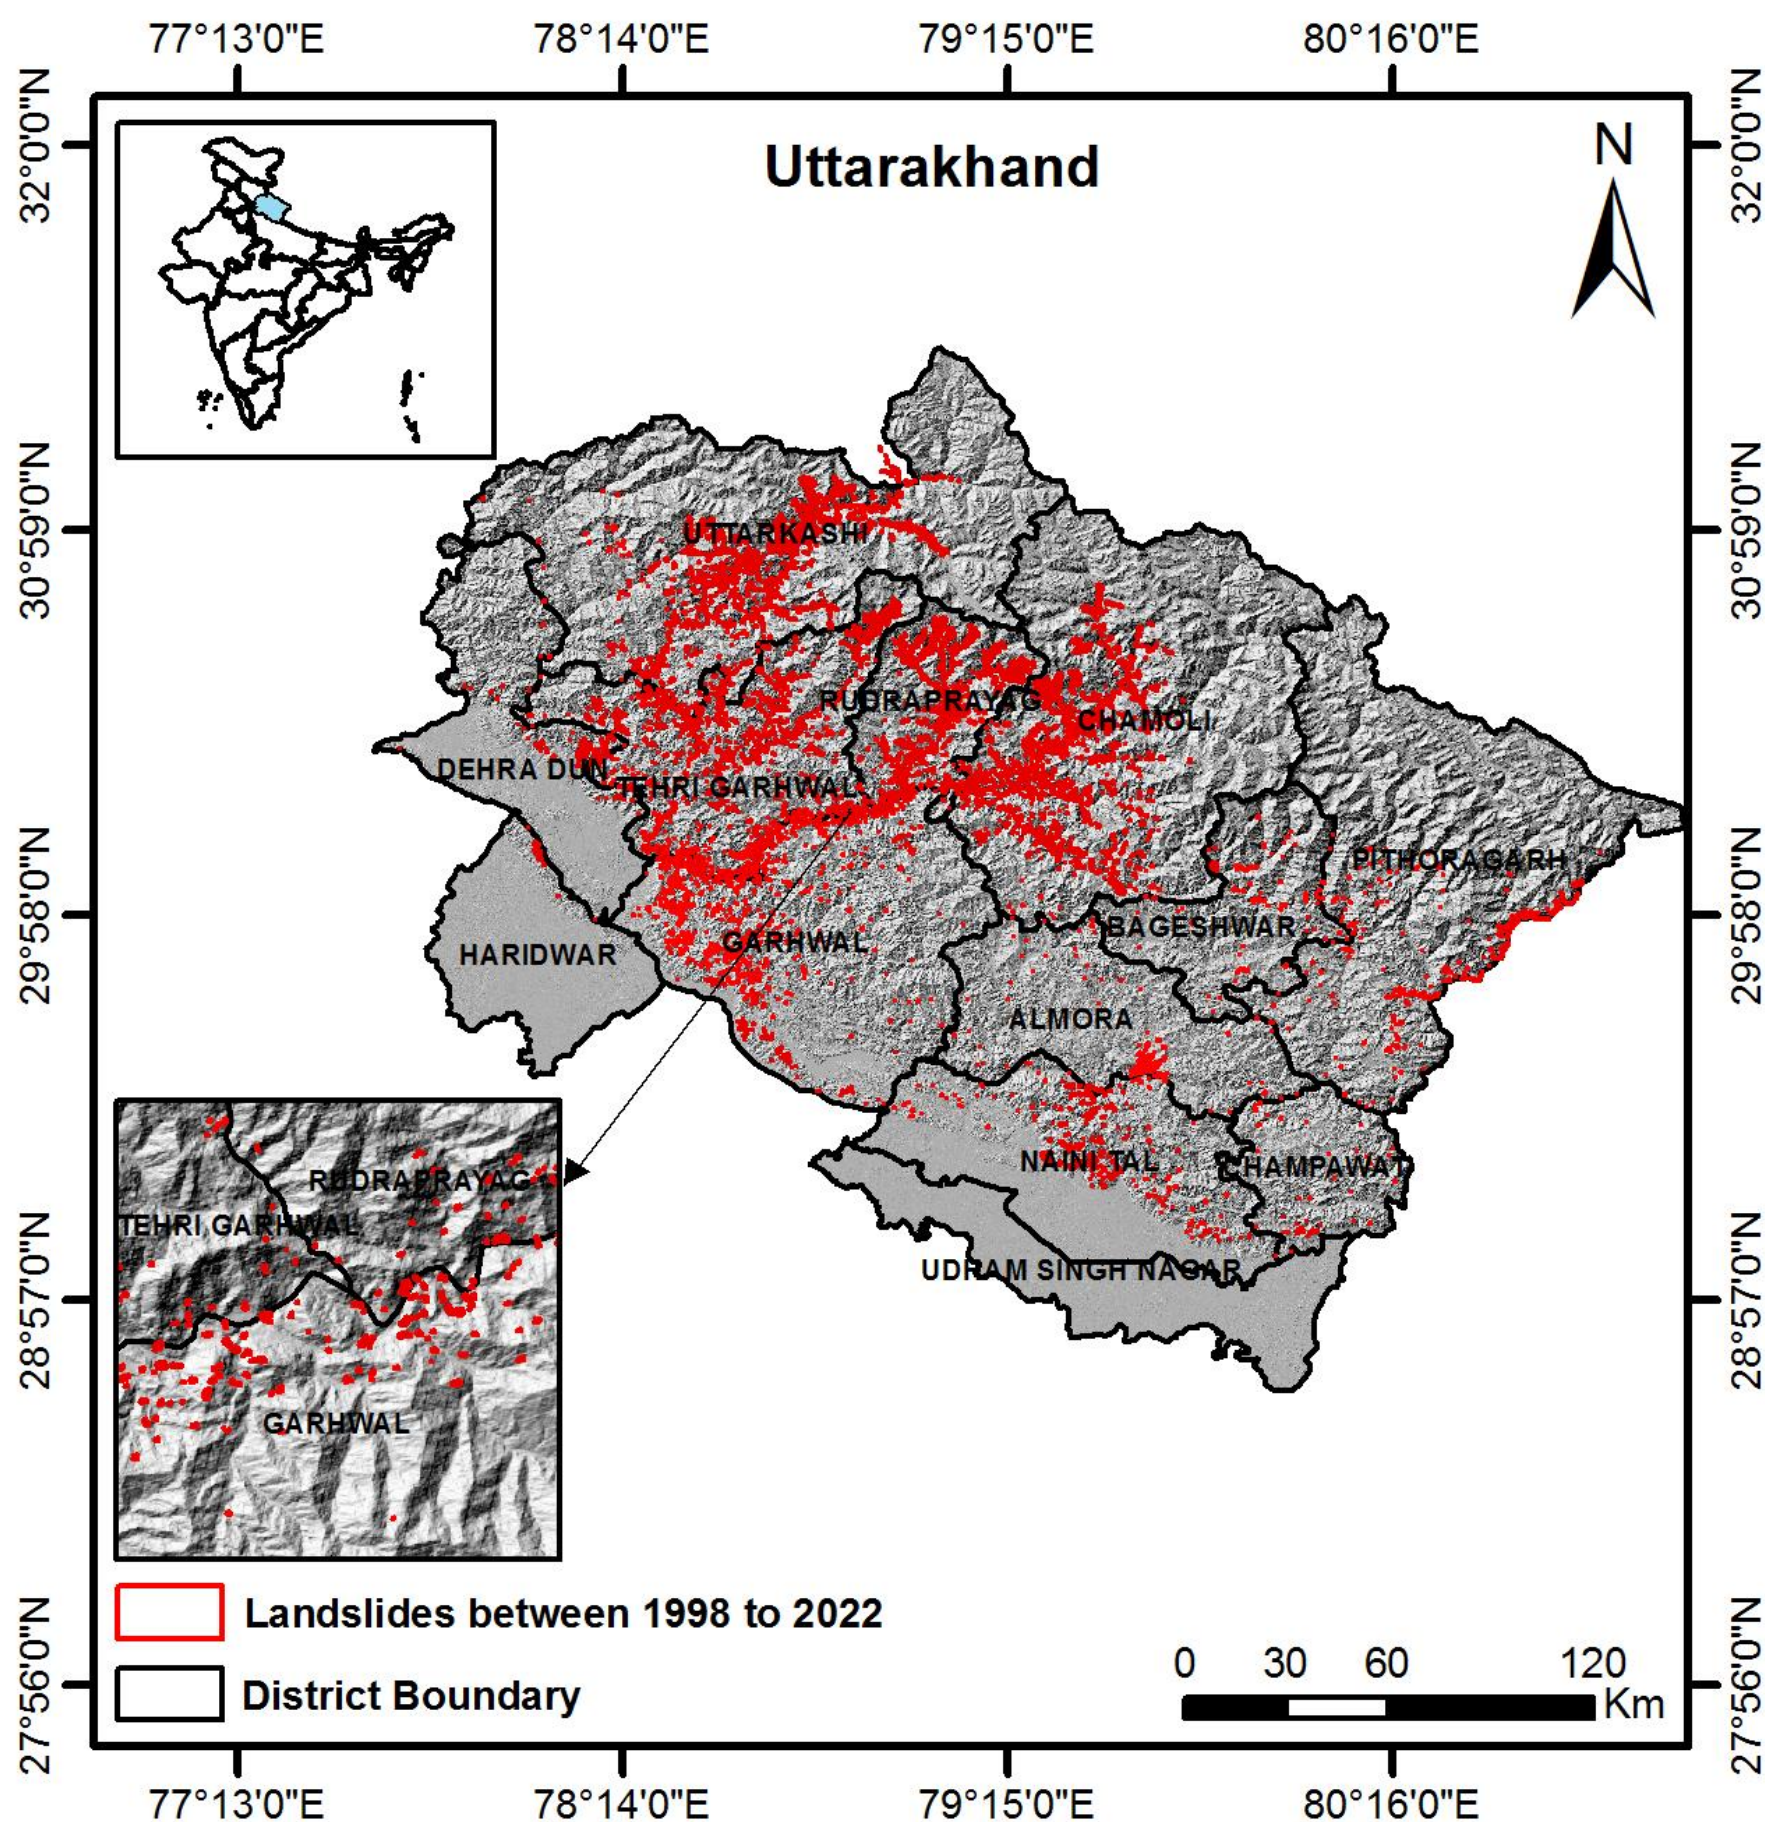 77°13'0"E 78°14'0"E 79°15'0"E 80°16'0"E
32°0'0"N
32°0'0"N
Uttarakhand
N
30°59'0"N
30°59'0"N
UTTARKASHI
RUDRAPRAYAG
CHAMOLI
DEHRA DUN
TEHRI GARHWAL
PITHORAGARH
29°58'0"N
29°58'0"N
BAGESHWAR
GARHWAL
HARIDWAR
ALMORA
NAINI TAL
CHAMPAWAT
UDRAM SINGH NAGAR
28°57'0"N
28°57'0"N
RUDRAPRAYAG
TEHRI GARHWAL
GARHWAL
Landslides between 1998 to 2022
District Boundary
0 30 60 120
Km
27°56'0"N
27°56'0"N
77°13'0"E 78°14'0"E 79°15'0"E 80°16'0"E